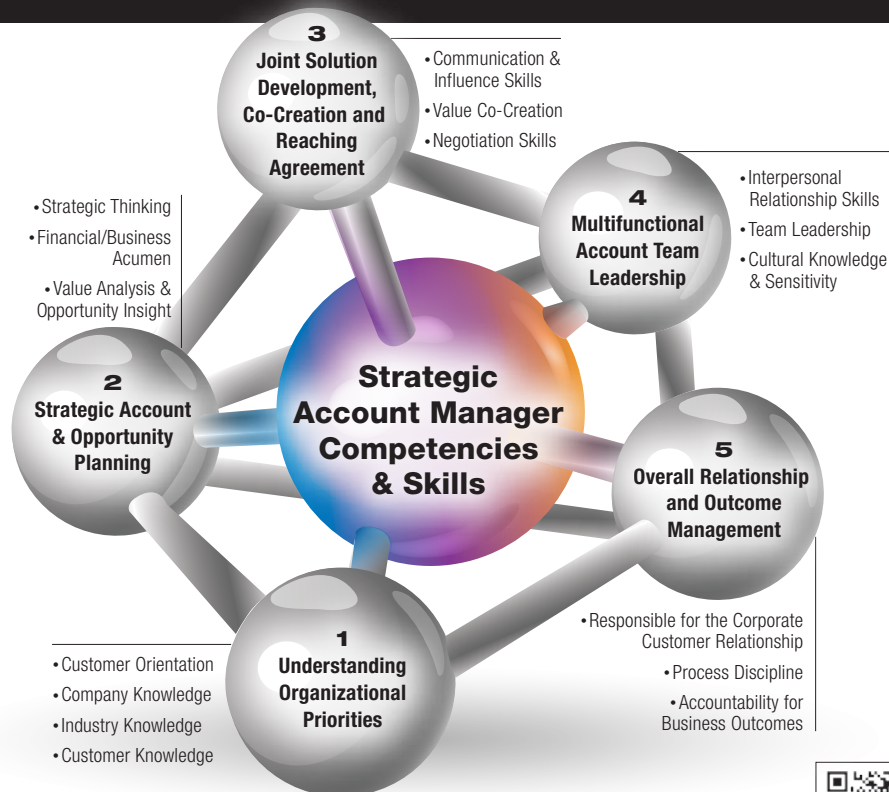 3
Joint Solution
Development,
Co-Creation and
Reaching
Agreement
• Communication &
Influence Skills
• Value Co-Creation
• Negotiation Skills
4
Multifunctional
Account Team
Leadership
• Interpersonal
Relationship Skills
• Team Leadership
• Cultural Knowledge
& Sensitivity
• Strategic Thinking
• Financial/Business
Acumen
• Value Analysis &
Opportunity Insight
2
Strategic Account
& Opportunity
Planning
Strategic
Account Manager
Competencies
& Skills
5
Overall Relationship
and Outcome
Management
• Responsible for the Corporate
Customer Relationship
• Process Discipline
• Accountability for
Business Outcomes
1
Understanding
Organizational
Priorities
• Customer Orientation
• Company Knowledge
• Industry Knowledge
• Customer Knowledge